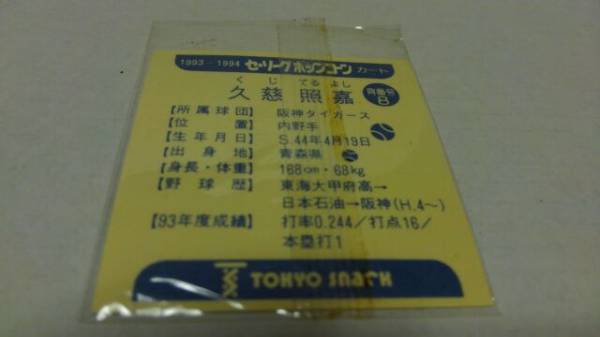 1993-1994 セ・リーグポップコーン カード
くじ てるよし
久慈照嘉 背番号 8
【所属球団】 阪神タイガース
【位置】 内野手
【生年月日】 S.44年4月19日
【出身地】 青森県
【身長・体重】 168cm・68kg
【野球歴】 東海大甲府高→
日本石油→阪神(H.4〜)
【93年度成績】 打率0.244/打点16/
本塁打1
TOKYO SNACK